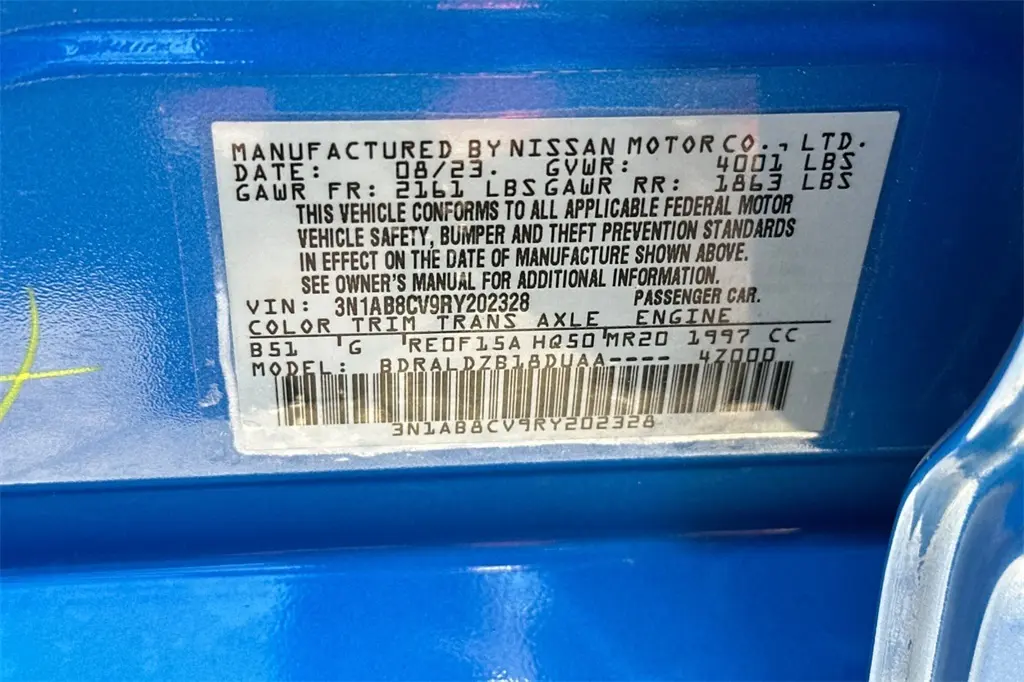 MANUFACTURED BY NISSAN MOTOR CO., LTD.
DATE: 08/23. GVWR: 4001 LBS
GAWR FR: 2161 LBS GAWR RR: 1863 LBS
THIS VEHICLE CONFORMS TO ALL APPLICABLE FEDERAL MOTOR
VEHICLE SAFETY, BUMPER AND THEFT PREVENTION STANDARDS
IN EFFECT ON THE DATE OF MANUFACTURE SHOWN ABOVE.
SEE OWNER'S MANUAL FOR ADDITIONAL INFORMATION.
VIN: 3N1AB8CV9RY202328 PASSENGER CAR.
COLOR TRIM TRANS AXLE ENGINE
B51 G RE0F15A HQ50 MR20 1997 CC
MODEL: BDRALDZB18DUAA---- 4Z000
3N1AB8CV9RY202328